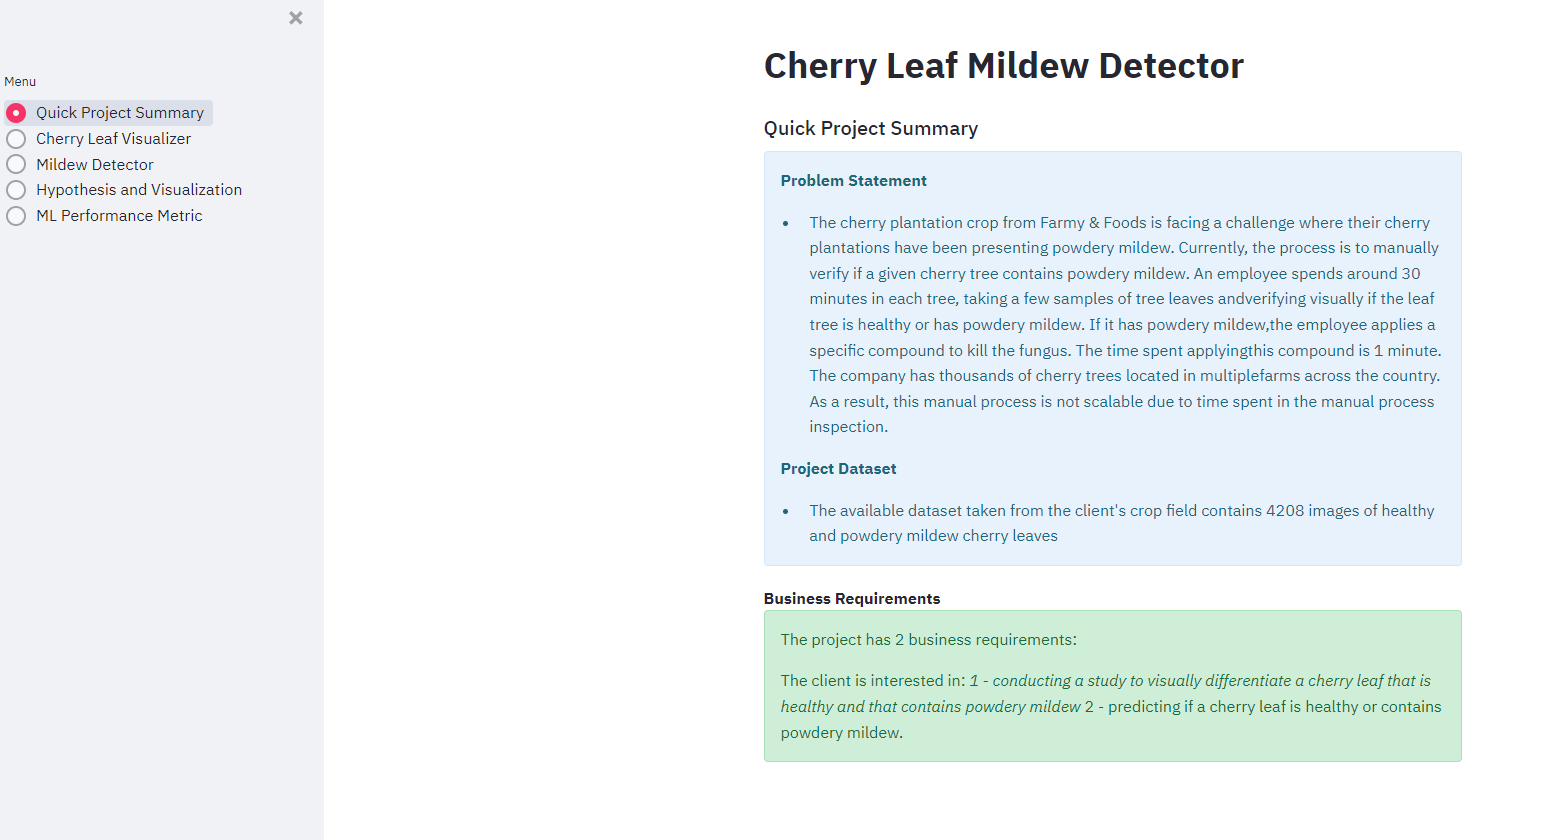 Menu
Quick Project Summary
Cherry Leaf Visualizer
Mildew Detector
Hypothesis and Visualization
ML Performance Metric
Cherry Leaf Mildew Detector
Quick Project Summary
Problem Statement
• The cherry plantation crop from Farmy & Foods is facing a challenge where their cherry
plantations have been presenting powdery mildew. Currently, the process is to manually
verify if a given cherry tree contains powdery mildew. An employee spends around 30
minutes in each tree, taking a few samples of tree leaves andverifying visually if the leaf
tree is healthy or has powdery mildew. If it has powdery mildew,the employee applies a
specific compound to kill the fungus. The time spent applyingthis compound is 1 minute.
The company has thousands of cherry trees located in multiplefarms across the country.
As a result, this manual process is not scalable due to time spent in the manual process
inspection.
Project Dataset
• The available dataset taken from the client's crop field contains 4208 images of healthy
and powdery mildew cherry leaves
Business Requirements
The project has 2 business requirements:
The client is interested in: 1 - conducting a study to visually differentiate a cherry leaf that is
healthy and that contains powdery mildew 2 - predicting if a cherry leaf is healthy or contains
powdery mildew.